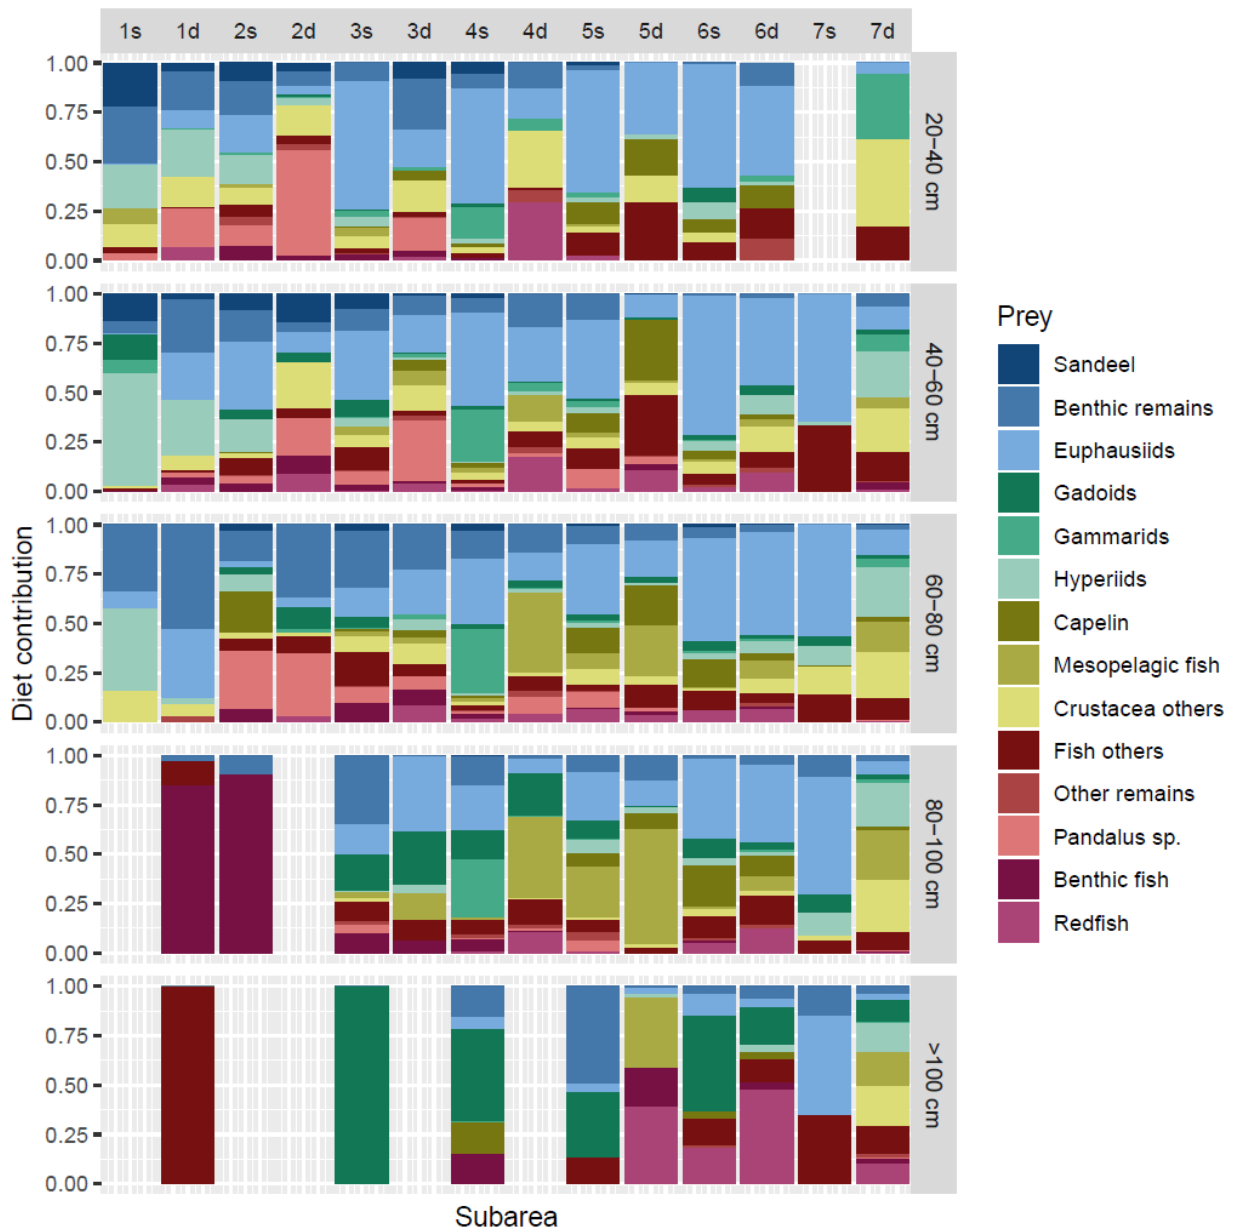 1s 1d 2s 2d 3s 3d 4s 4d 5s 5d 6s 6d 7s 7d
1.00
0.75
0.50
0.25
0.00
20−40 cm
1.00
0.75
0.50
0.25
0.00
40−60 cm
1.00
0.75
0.50
0.25
0.00
60−80 cm
1.00
0.75
0.50
0.25
0.00
80−100 cm
1.00
0.75
0.50
0.25
0.00
>100 cm
Diet contribution
Subarea
Prey
Sandeel
Benthic remains
Euphausiids
Gadoids
Gammarids
Hyperiids
Capelin
Mesopelagic fish
Crustacea others
Fish others
Other remains
Pandalus sp.
Benthic fish
Redfish